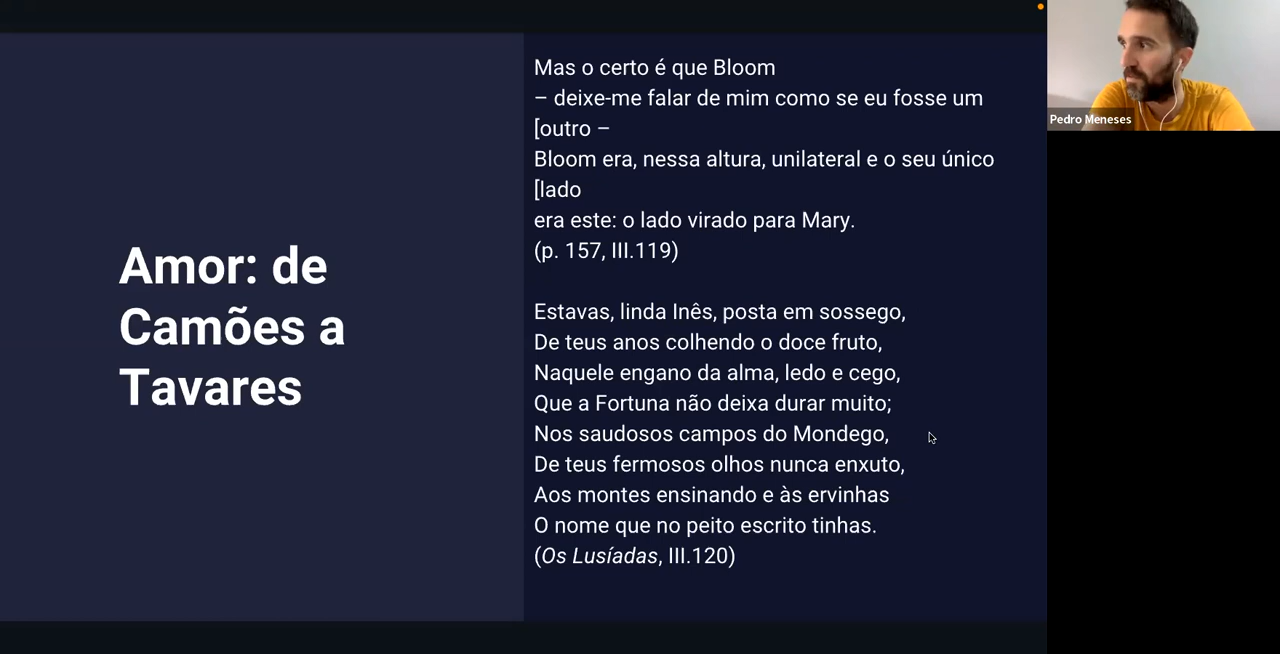 Amor: de
Camões a
Tavares
Mas o certo é que Bloom
– deixe-me falar de mim como se eu fosse um
[outro –
Bloom era, nessa altura, unilateral e o seu único
[lado
era este: o lado virado para Mary.
(p. 157, III.119)
Estavas, linda Inês, posta em sossego,
De teus anos colhendo o doce fruto,
Naquele engano da alma, ledo e cego,
Que a Fortuna não deixa durar muito;
Nos saudosos campos do Mondego,
De teus fermosos olhos nunca enxuto,
Aos montes ensinando e às ervinhas
O nome que no peito escrito tinhas.
(Os Lusíadas, III.120)
Pedro Meneses